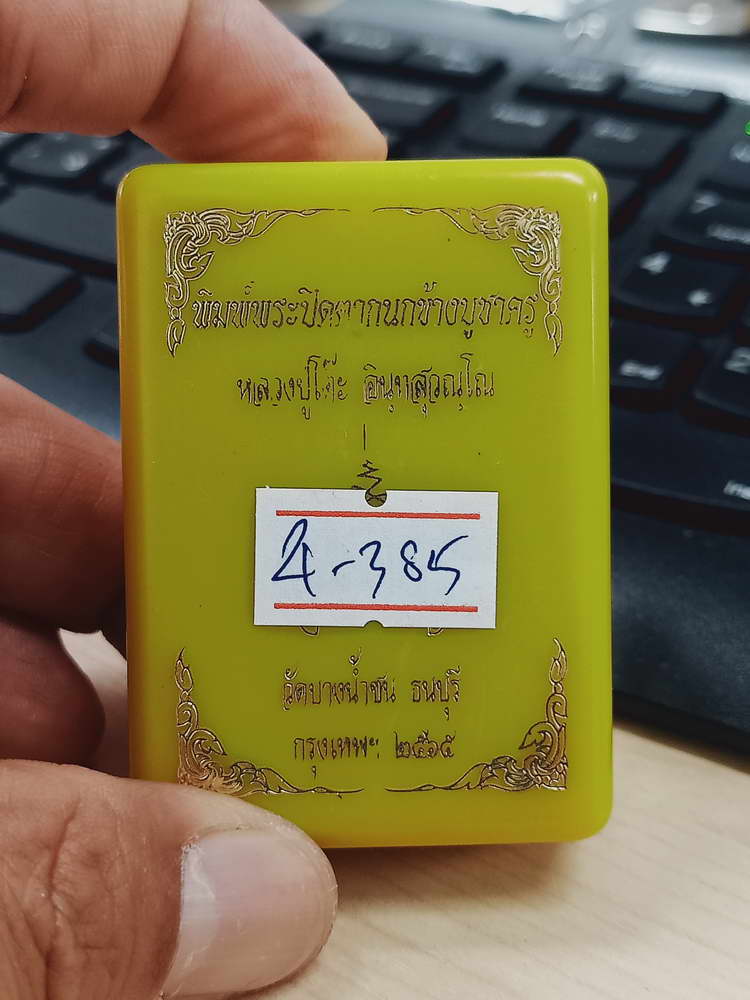 พิมพ์พระปิดตากนกข้างบูชาครู
หลวงปู่โต๊ะ อินฺทสุวณฺโณ
4-385
วัดบางน้ำชน ธนบุรี
กรุงเทพฯ ๒๕๖๕